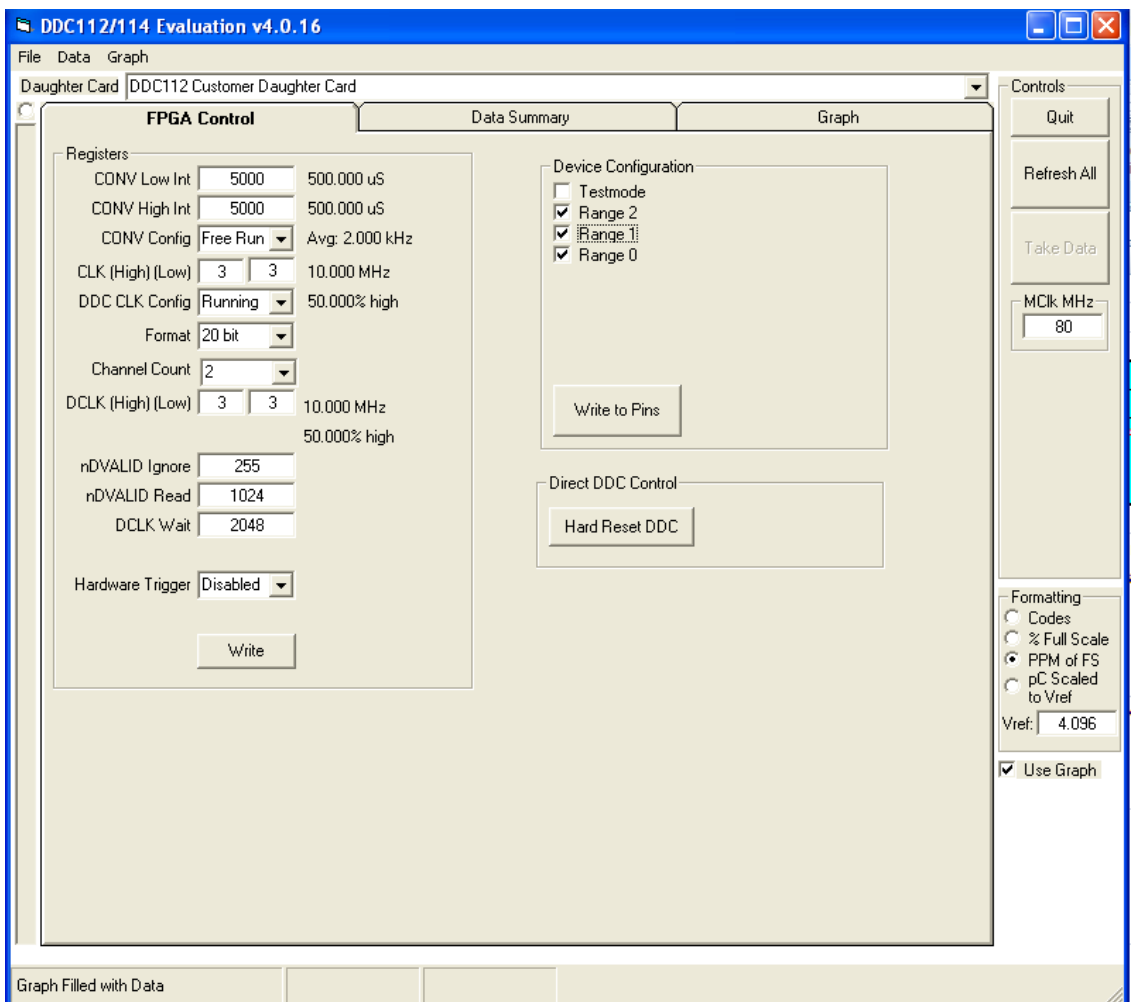 DDC112/114 Evaluation v4.0.16
File Data Graph
Daughter Card DDC112 Customer Daughter Card
FPGA Control Data Summary Graph
Registers
CONV Low Int 5000 500.000 uS
CONV High Int 5000 500.000 uS
CONV Config Free Run Avg: 2.000 kHz
CLK (High) (Low) 3 3 10.000 MHz
DDC CLK Config Running 50.000% high
Format 20 bit
Channel Count 2
DCLK (High) (Low) 3 3 10.000 MHz
50.000% high
nDVALID Ignore 255
nDVALID Read 1024
DCLK Wait 2048
Hardware Trigger Disabled
Write
Device Configuration
Testmode
Range 2
Range 1
Range 0
Write to Pins
Direct DDC Control
Hard Reset DDC
Controls
Quit
Refresh All
Take Data
MClk MHz
80
Formatting
Codes
% Full Scale
PPM of FS
pC Scaled
to Vref
Vref: 4.096
Use Graph
Graph Filled with Data